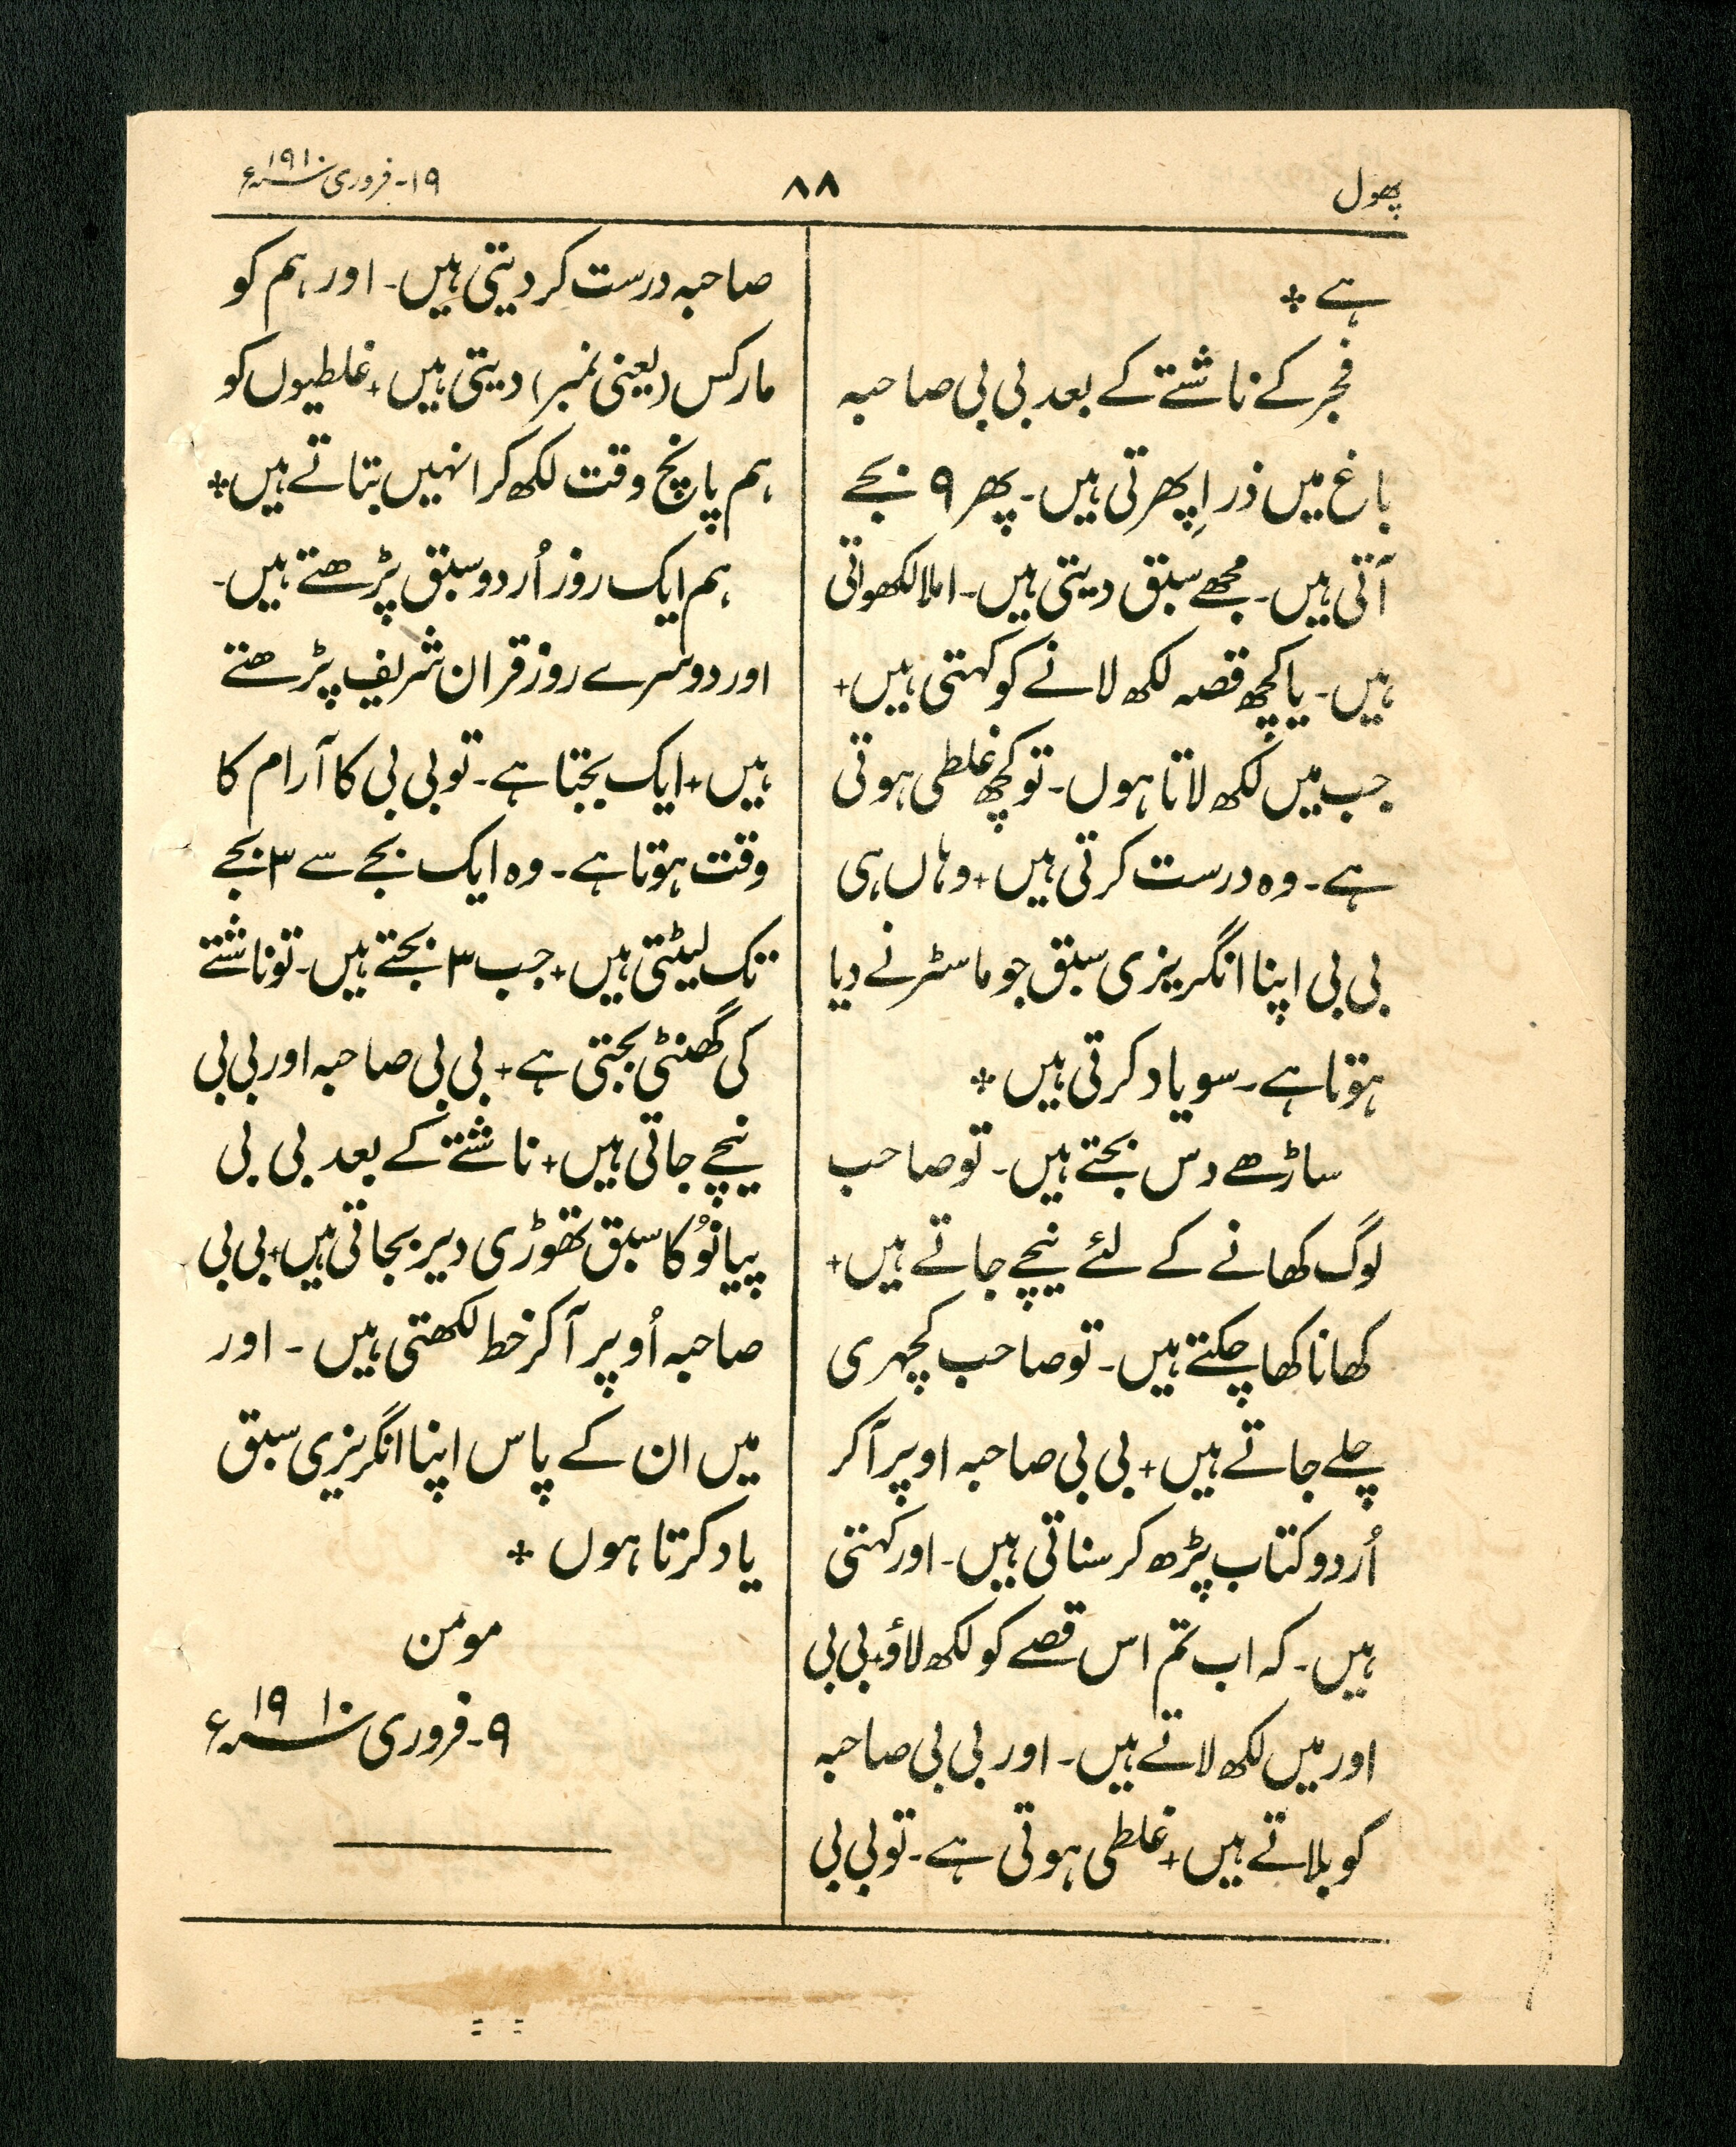 پھول
۸۸
۱۹۔فروری سنہ ۱۹۱۰ء
ہے ⁘
فجر کے ناشتے کے بعد بی بی صاحبہ
باغ میں ذرا پھرتی ہیں۔ پھر ۹ بجے
آتی ہیں۔ مجھے سبق دیتی ہیں۔ املا لکھواتی
ہیں۔ یا کچھ قصہ لکھ لانے کو کہتی ہیں+
جب میں لکھ لاتا ہوں۔ تو کچھ غلطی ہوتی
ہے۔ وہ درست کرتی ہیں+ وہاں ہی
بی بی اپنا انگریزی سبق جو ماسٹر نے دیا
ہوتا ہے۔ سو یاد کرتی ہیں ⁘
ساڑھے دس بجتے ہیں۔ تو صاحب
لوگ کھانے کے لئے نیچے جاتے ہیں+
کھانا کھا چکتے ہیں۔ تو صاحب کچہری
چلے جاتے ہیں+ بی بی صاحبہ اوپر آکر
اُردو کتاب پڑھ کر سناتی ہیں۔ اور کہتی
ہیں۔ کہ اب تم اس قصے کو لکھ لاؤ+ بی بی
اور میں لکھ لاتے ہیں۔ اور بی بی صاحبہ
کو بلاتے ہیں+ غلطی ہوتی ہے۔ تو بی بی
صاحبہ درست کر دیتی ہیں۔ اور ہم کو
مارکس (یعنی نمبر) دیتی ہیں+ غلطیوں کو
ہم پانچ وقت لکھ کر انہیں بتاتے ہیں⁘
ہم ایک روز اُردو سبق پڑھتے ہیں۔
اور دوسرے روز قران شریف پڑھتے
ہیں+ ایک بجتا ہے۔ تو بی بی کا آرام کا
وقت ہوتا ہے۔ وہ ایک بجے سے ۳ بجے
تک لیٹتی ہیں+ جب ۳ بجتے ہیں۔ تو ناشتے
کی گھنٹی بجتی ہے+ بی بی صاحبہ اور بی بی
نیچے جاتی ہیں+ ناشتے کے بعد بی بی
پیانوُ کا سبق تھوڑی دیر بجاتی ہیں+ بی بی
صاحبہ اُوپر آکر خط لکھتی ہیں۔ اور
میں ان کے پاس اپنا انگریزی سبق
یاد کرتا ہوں ⁘
مومن
۹۔فروری سنہ ۱۹۱۰ء